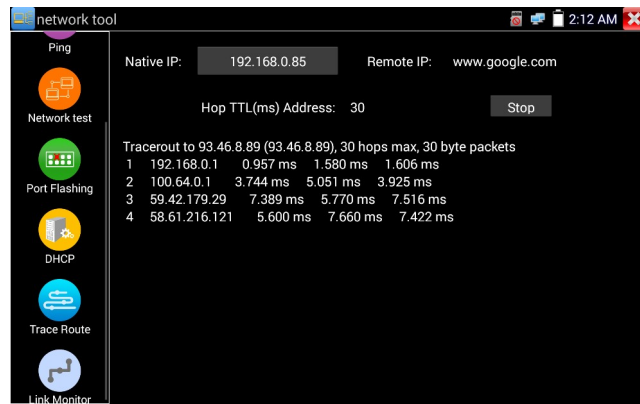 network tool
2:12 AM
Ping
Network test
Port Flashing
DHCP
Trace Route
Link Monitor
Native IP: 192.168.0.85 Remote IP: www.google.com
Hop TTL(ms) Address: 30 Stop
Tracerout to 93.46.8.89 (93.46.8.89), 30 hops max, 30 byte packets
1 192.168.0.1 0.957 ms 1.580 ms 1.606 ms
2 100.64.0.1 3.744 ms 5.051 ms 3.925 ms
3 59.42.179.29 7.389 ms 5.770 ms 7.516 ms
4 58.61.216.121 5.600 ms 7.660 ms 7.422 ms